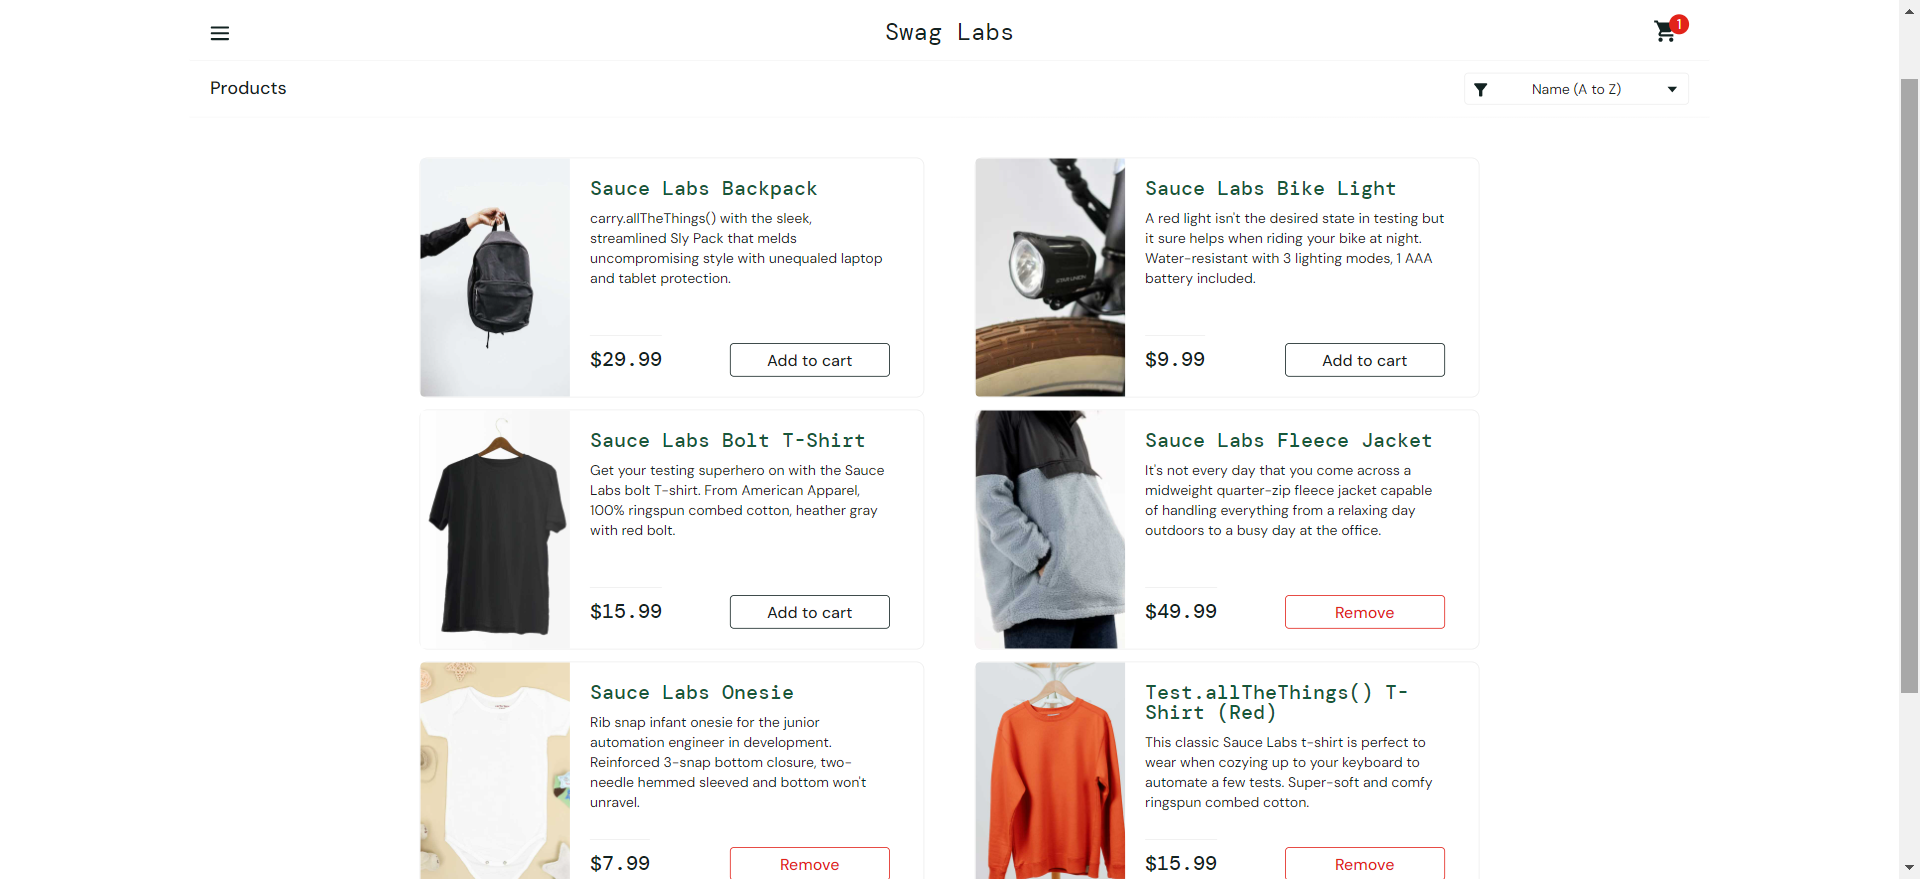 Swag Labs
1
Products
Name (A to Z)
Sauce Labs Backpack
carry.allTheThings() with the sleek,
streamlined Sly Pack that melds
uncompromising style with unequaled laptop
and tablet protection.
$29.99
Add to cart
Sauce Labs Bike Light
A red light isn't the desired state in testing but
it sure helps when riding your bike at night.
Water-resistant with 3 lighting modes, 1 AAA
battery included.
$9.99
Add to cart
Sauce Labs Bolt T-Shirt
Get your testing superhero on with the Sauce
Labs bolt T-shirt. From American Apparel,
100% ringspun combed cotton, heather gray
with red bolt.
$15.99
Add to cart
Sauce Labs Fleece Jacket
It's not every day that you come across a
midweight quarter-zip fleece jacket capable
of handling everything from a relaxing day
outdoors to a busy day at the office.
$49.99
Remove
Sauce Labs Onesie
Rib snap infant onesie for the junior
automation engineer in development.
Reinforced 3-snap bottom closure, two-
needle hemmed sleeved and bottom won't
unravel.
$7.99
Remove
Test.allTheThings() T-
Shirt (Red)
This classic Sauce Labs t-shirt is perfect to
wear when cozying up to your keyboard to
automate a few tests. Super-soft and comfy
ringspun combed cotton.
$15.99
Remove